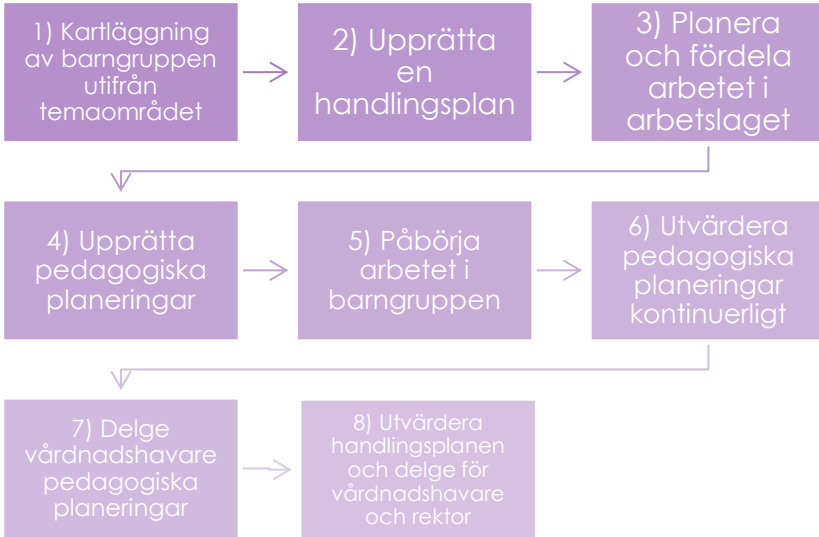 1) Kartläggning
av barngruppen
utifrån
temaområdet
2) Upprätta
en
handlingsplan
3) Planera
och fördela
arbetet i
arbetslaget
4) Upprätta
pedagogiska
planeringar
5) Påbörja
arbetet i
barngruppen
6) Utvärdera
pedagogiska
planeringar
kontinuerligt
7) Delge
vårdnadshavare
pedagogiska
planeringar
8) Utvärdera
handlingsplanen
och delge för
vårdnadshavare
och rektor